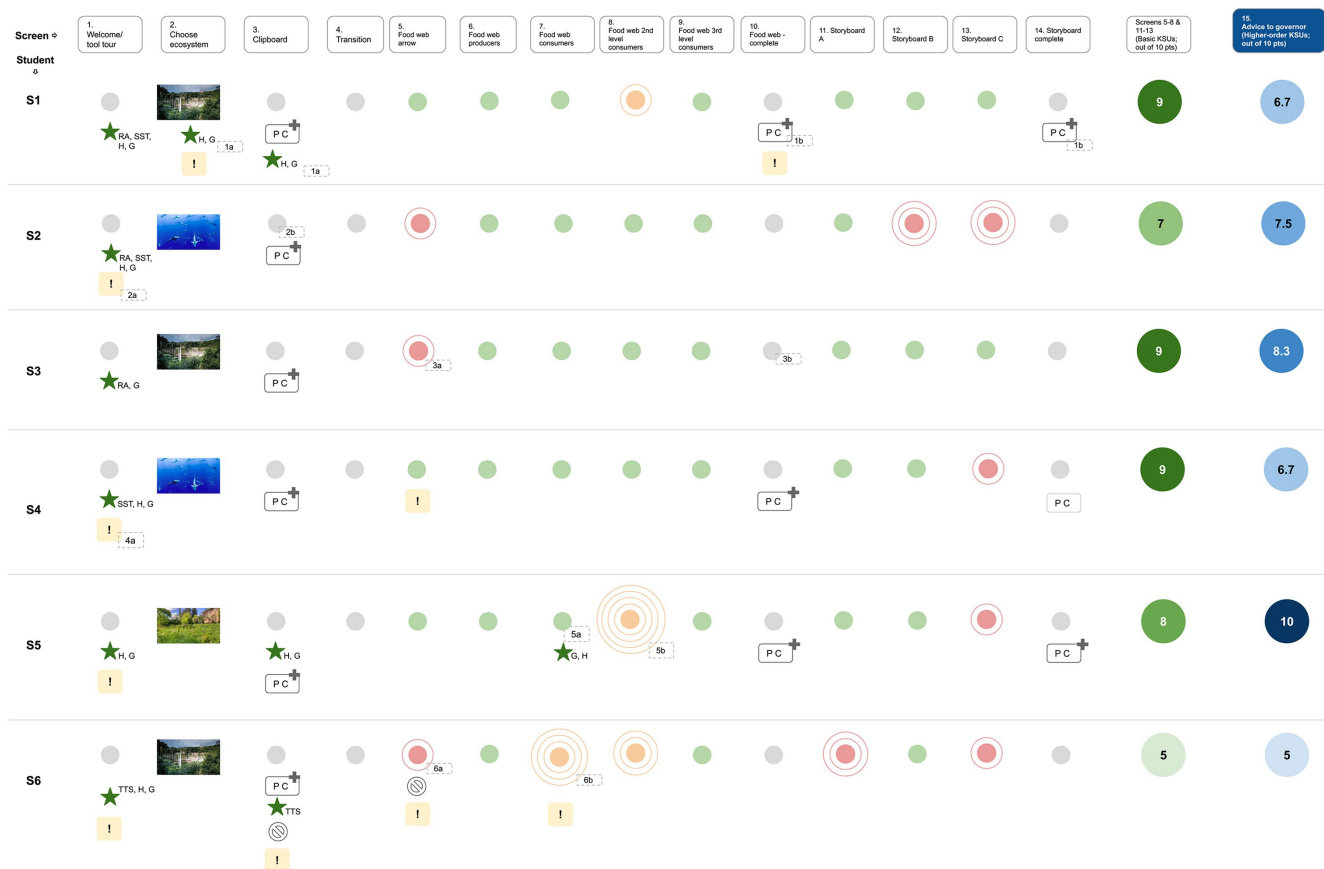 Screen ⇨
1.
Welcome/
tool tour
2.
Choose
ecosystem
3.
Clipboard
4.
Transition
5.
Food web
arrow
6.
Food web
producers
7.
Food web
consumers
8.
Food web 2nd
level
consumers
9.
Food web 3rd
level
consumers
10.
Food web -
complete
11. Storyboard
A
12.
Storyboard B
13.
Storyboard C
14. Storyboard
complete
Screens 5-8 &
11-13
(Basic KSUs;
out of 10 pts)
15.
Advice to governor
(Higher-order KSUs;
out of 10 pts)
Student
⇩
S1
9
6.7
RA, SST,
H, G
H, G
1a
!
P C
H, G
1a
P C
1b
!
P C
1b
S2
7
7.5
RA, SST,
H, G
!
2a
2b
P C
S3
9
8.3
RA, G
P C
3a
3b
S4
9
6.7
SST, H, G
!
4a
P C
!
P C
P C
S5
8
10
H, G
!
H, G
P C
5a
G, H
5b
P C
P C
S6
5
5
TTS, H, G
!
P C
TTS
!
6a
!
6b
!